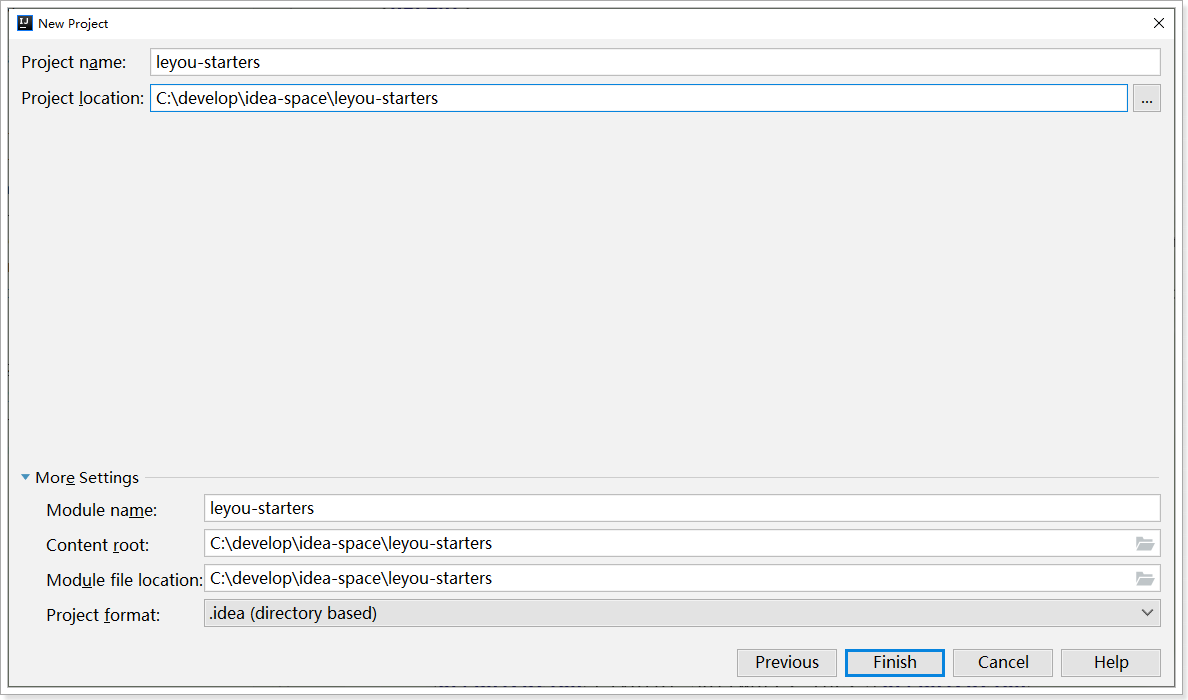 New Project
Project name: leyou-starters
Project location: C:\develop\idea-space\leyou-starters ...
More Settings
Module name: leyou-starters
Content root: C:\develop\idea-space\leyou-starters
Module file location: C:\develop\idea-space\leyou-starters
Project format: .idea (directory based)
Previous Finish Cancel Help